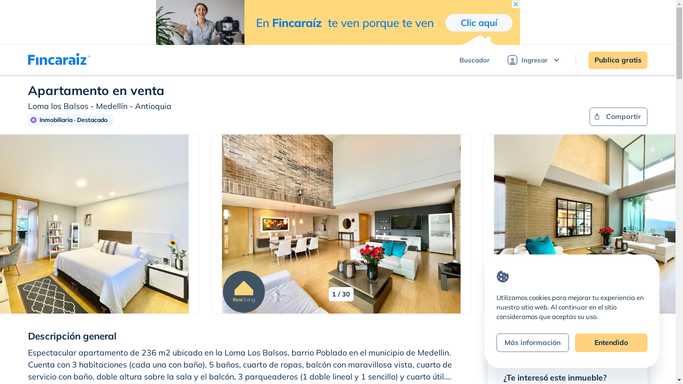 En Fincaraíz te ven porque te ven
Clic aquí
Fincaraíz
Buscador
Ingresar
Publica gratis
Apartamento en venta
Loma los Balsos - Medellín - Antioquia
Inmobiliaria · Destacado
Compartir
1 / 30
Utilizamos cookies para mejorar tu experiencia en
nuestro sitio web. Al continuar en el sitio
consideramos que aceptas su uso.
Más información
Entendido
Descripción general
Espectacular apartamento de 236 m2 ubicada en la Loma Los Balsos, barrio Poblado en el municipio de Medellin.
Cuenta con 3 habitaciones (cada una con baño), 5 baños, cuarto de ropas, balcón con maravillosa vista, cuarto de
servicio con baño, doble altura sobre la sala y el balcón, 3 parqueaderos (1 doble lineal y 1 sencillo) y cuarto útil....
¿Te interesó este inmueble?